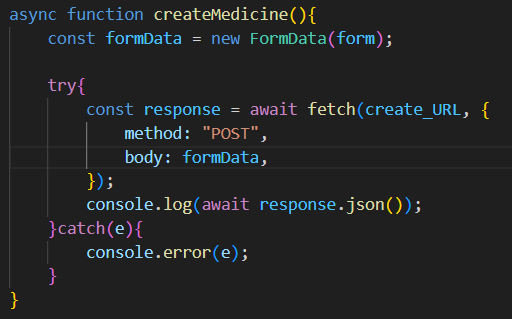 async function createMedicine(){
    const formData = new FormData(form);

    try{
        const response = await fetch(create_URL, {
            method: "POST",
            body: formData,
        });
        console.log(await response.json());
    }catch(e){
        console.error(e);
    }
}